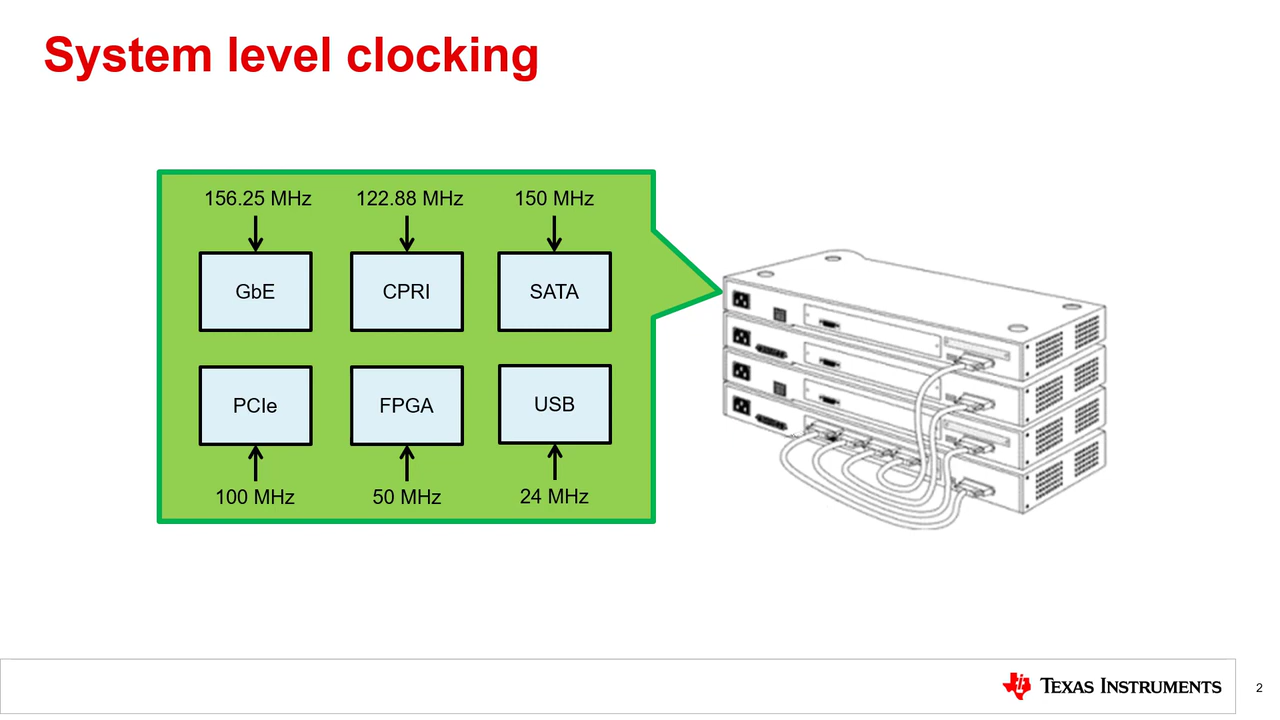 System level clocking
156.25 MHz
122.88 MHz
150 MHz
GbE
CPRI
SATA
PCIe
FPGA
USB
100 MHz
50 MHz
24 MHz
TEXAS INSTRUMENTS
2